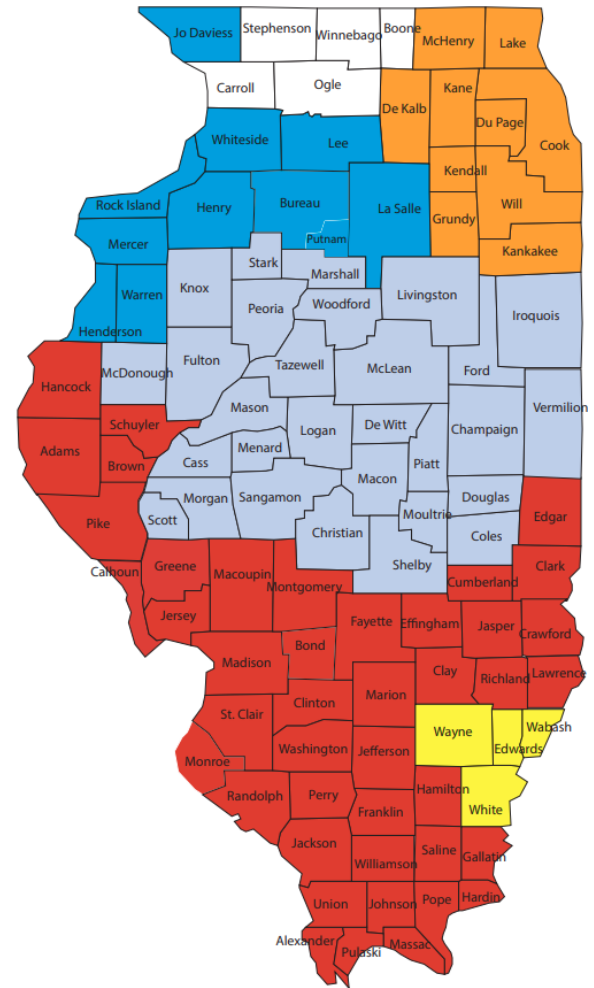 Jo Daviess
Stephenson
Winnebago
Boone
McHenry
Lake
Carroll
Ogle
De Kalb
Kane
Du Page
Cook
Whiteside
Lee
Kendall
Will
Rock Island
Henry
Bureau
La Salle
Grundy
Putnam
Mercer
Kankakee
Stark
Marshall
Knox
Warren
Henderson
Peoria
Woodford
Livingston
Iroquois
Hancock
McDonough
Fulton
Tazewell
McLean
Ford
Mason
Vermilion
Schuyler
Logan
De Witt
Champaign
Adams
Brown
Cass
Menard
Piatt
Macon
Morgan
Sangamon
Douglas
Pike
Scott
Christian
Moultrie
Coles
Edgar
Calhoun
Greene
Macoupin
Montgomery
Shelby
Cumberland
Clark
Jersey
Fayette
Effingham
Jasper
Crawford
Bond
Madison
Clay
Richland
Lawrence
Clinton
Marion
St. Clair
Wayne
Edwards
Wabash
Washington
Jefferson
Monroe
Randolph
Perry
Hamilton
White
Franklin
Jackson
Williamson
Saline
Gallatin
Union
Johnson
Pope
Hardin
Alexander
Pulaski
Massac